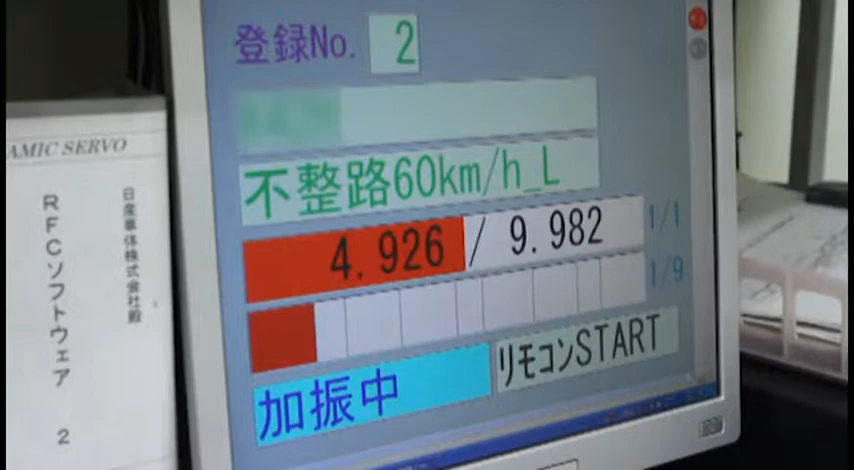 登録No. 2
不整路60km/h_L
4.926 / 9.982 1/1
1/9
加振中 リモコンSTART
AMIC SERVO
日産車体株式会社殿
RFCソフトウェア 2